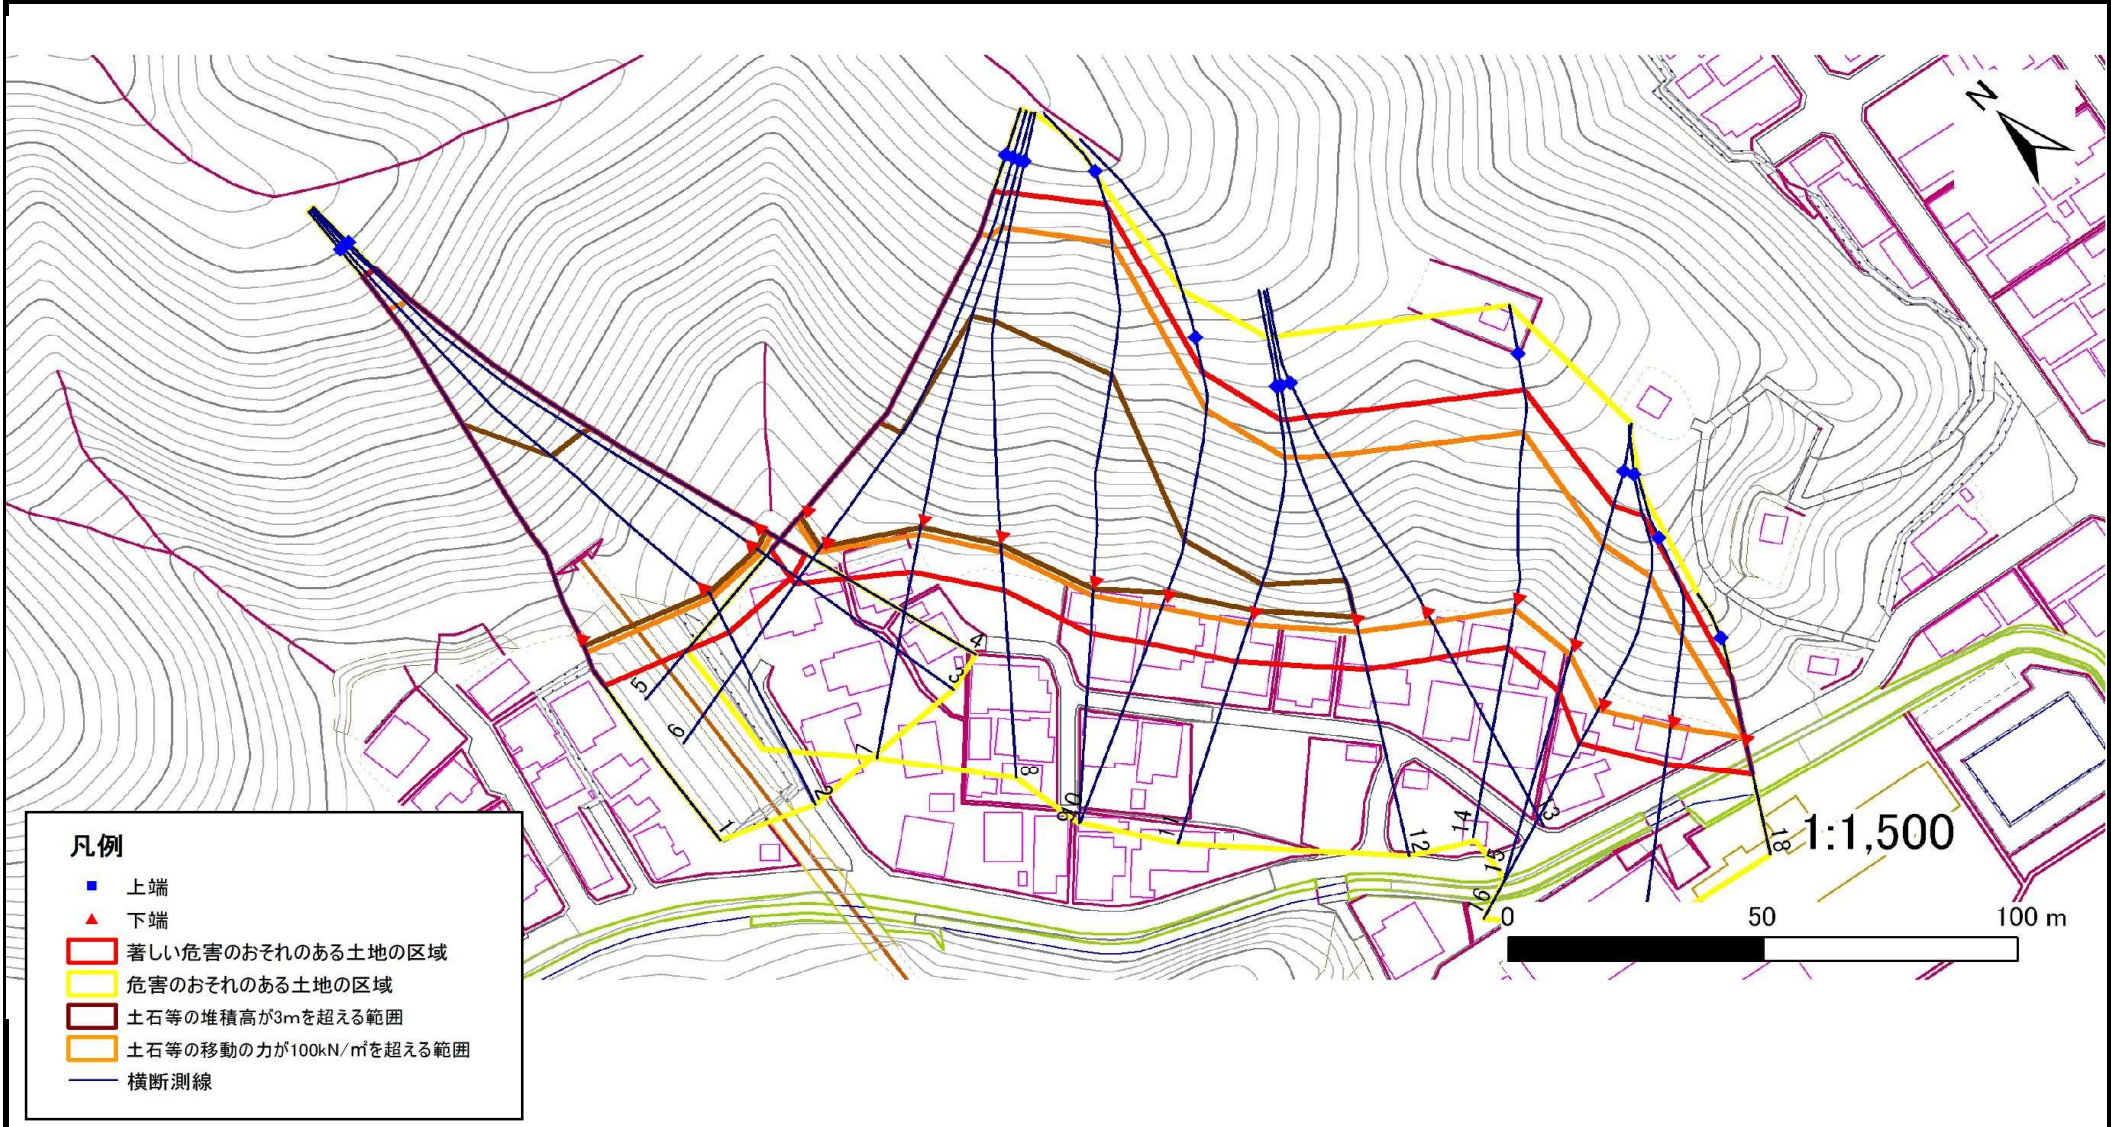 N
4
3
5
6
7
8
2
1
9
10
11
12
14
13
15
16
18
1:1,500
0 50 100 m
凡例
上端
下端
著しい危害のおそれのある土地の区域
危害のおそれのある土地の区域
土石等の堆積高が3mを超える範囲
土石等の移動の力が100kN/㎡を超える範囲
横断測線